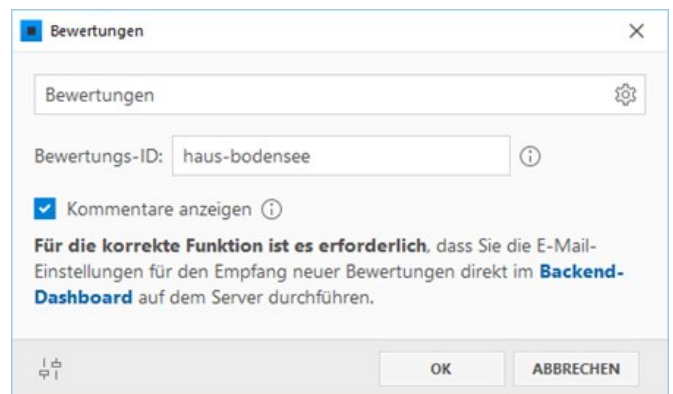 Bewertungen
Bewertungen
Bewertungs-ID: haus-bodensee
Kommentare anzeigen
Für die korrekte Funktion ist es erforderlich, dass Sie die E-Mail-
Einstellungen für den Empfang neuer Bewertungen direkt im Backend-
Dashboard auf dem Server durchführen.
OK ABBRECHEN